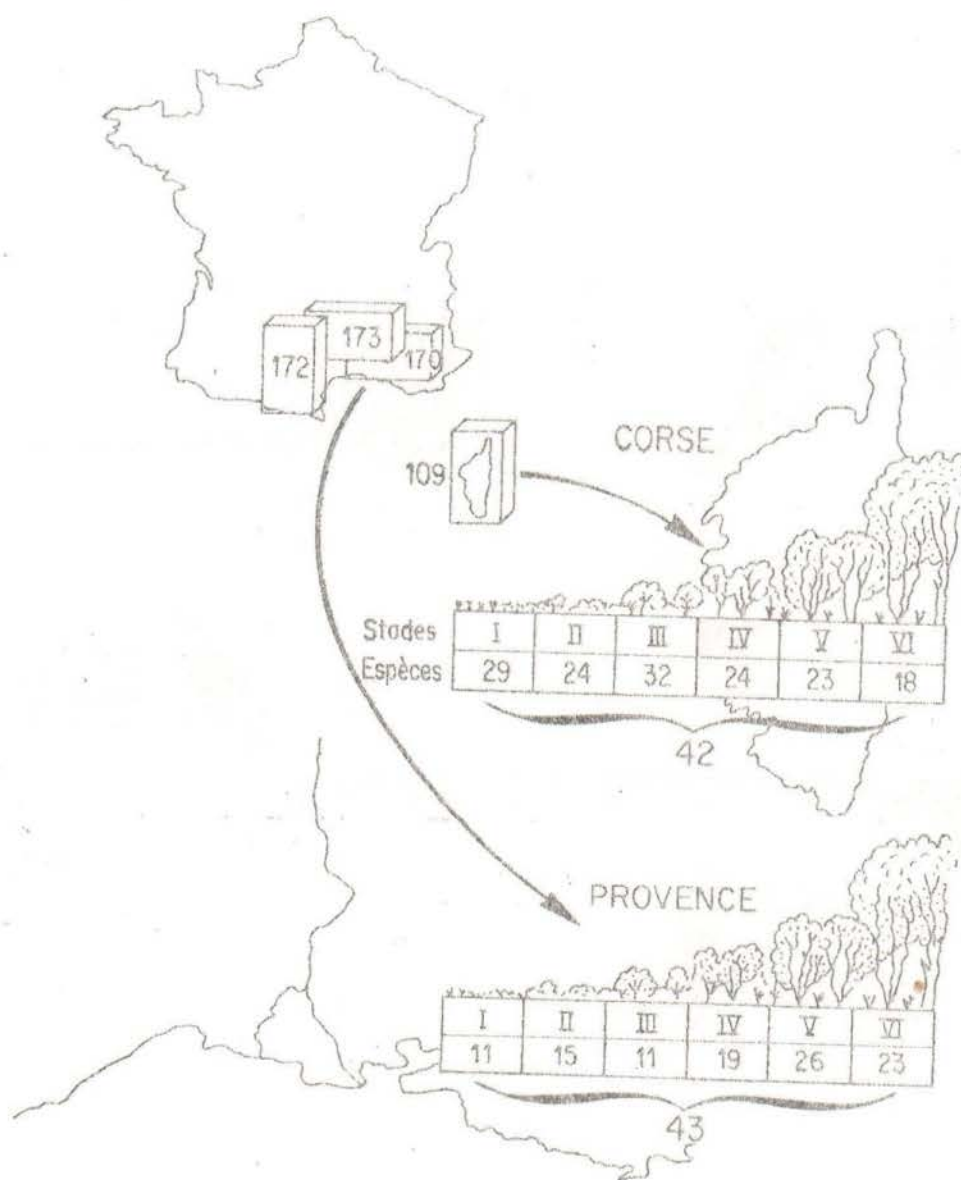 173
172
170
CORSE
109
Stades I II III IV V VI
Espèces 29 24 32 24 23 18
42
PROVENCE
I II III IV V VI
11 15 11 19 26 23
43